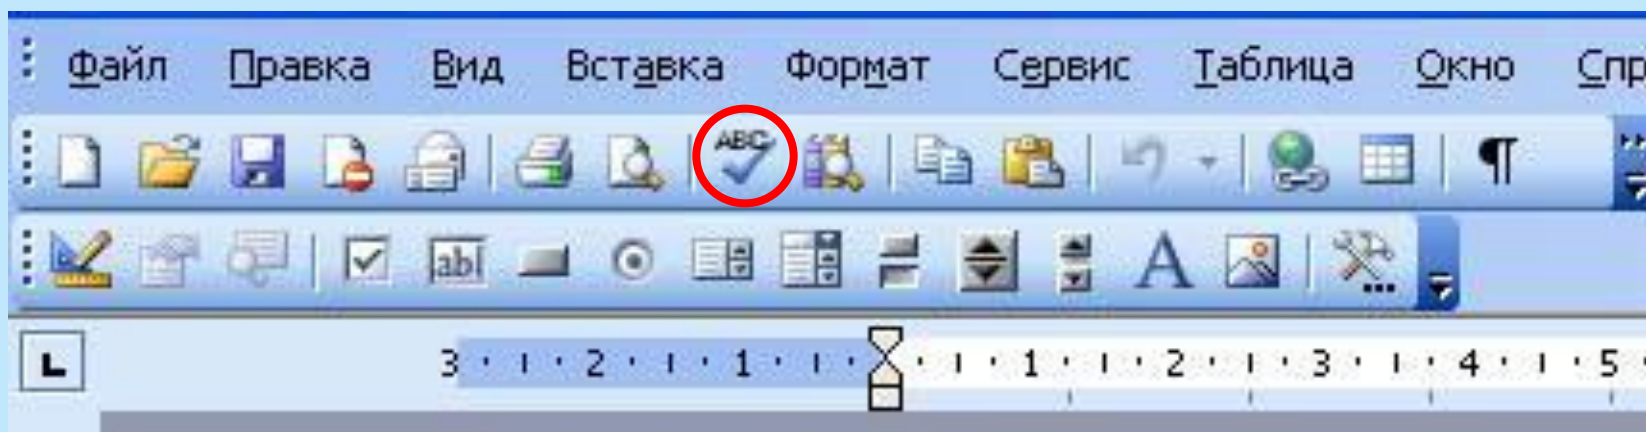 Файл Правка Вид Вставка Формат Сервис Таблица Окно Спр
ABC
abl A
L 3 2 1 1 2 3 4 5